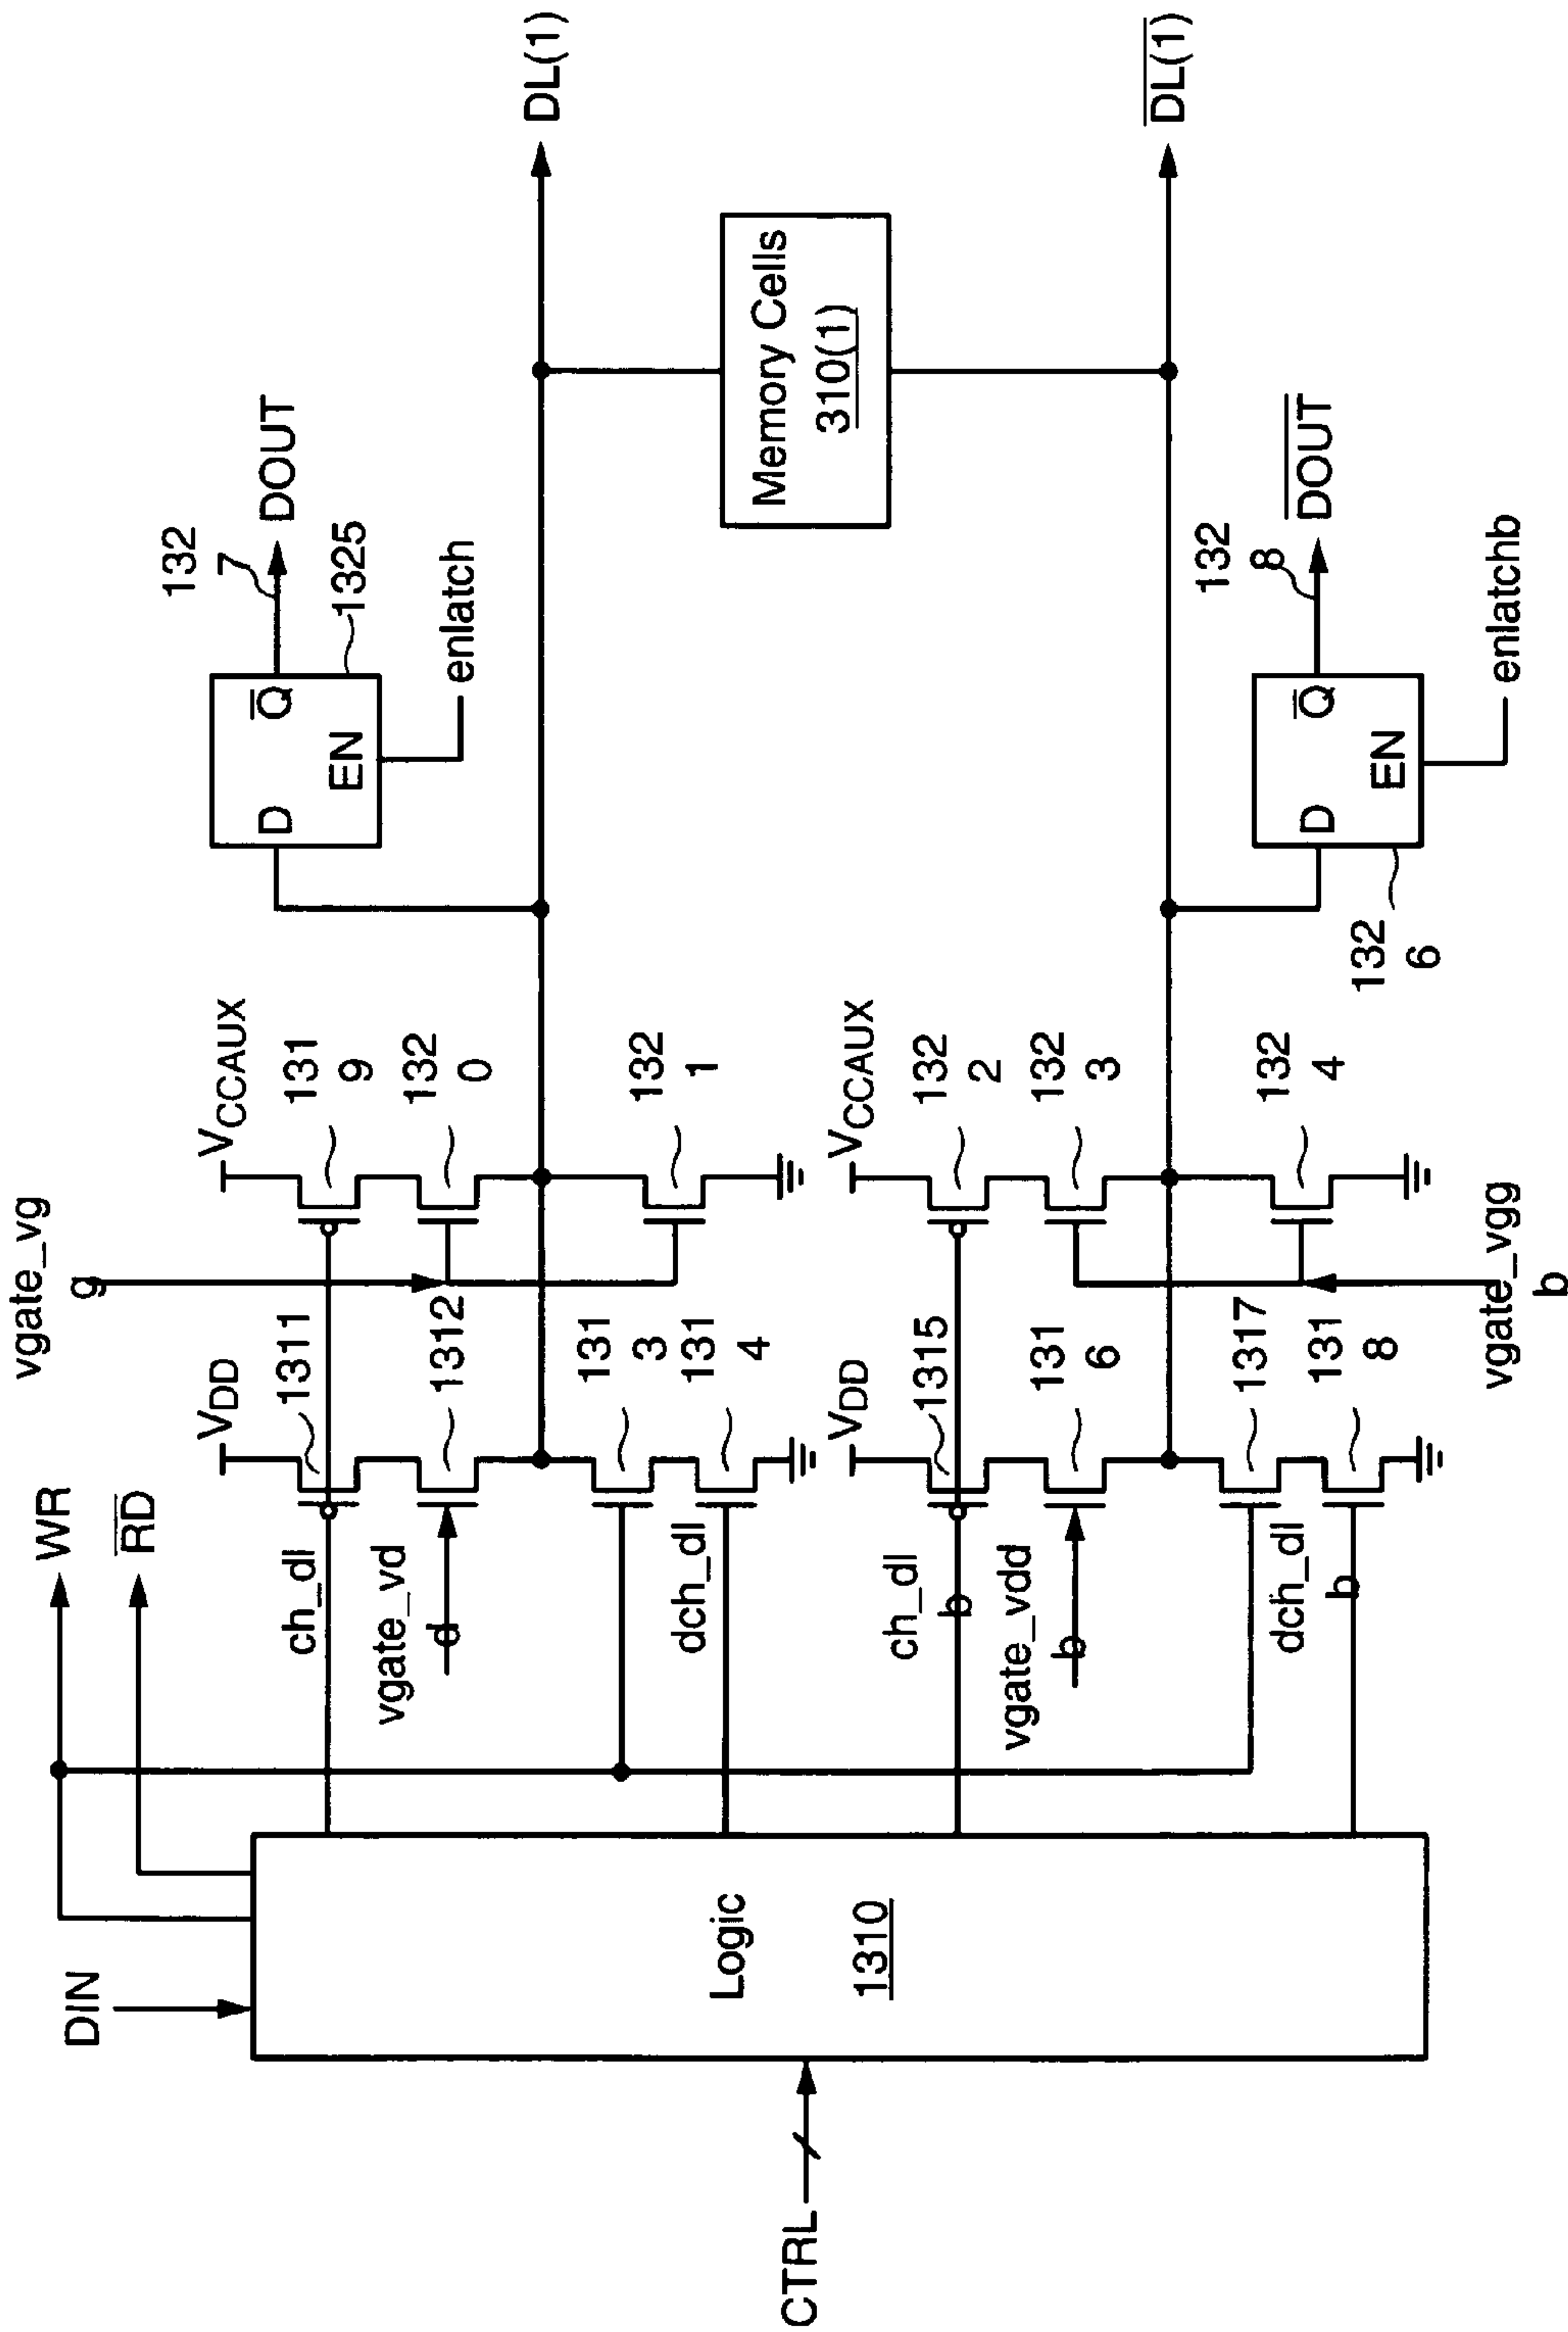 WR
RD
DIN
CTRL
Logic
1310
ch_dl
vgate_vd
d
dch_dl
ch_dl
b
vgate_vdd
b
dch_dl
b
VDD
1311
1312
131
3
131
4
VDD
1315
131
6
1317
131
8
vgate_vg
g
VCCAUX
131
9
132
0
132
1
VCCAUX
132
2
132
3
132
4
vgate_vgg
b
D
Q
EN
1325
enlatch
132
7
DOUT
D
Q
EN
132
6
enlatchb
132
8
DOUT
Memory Cells
310(1)
DL(1)
DL(1)